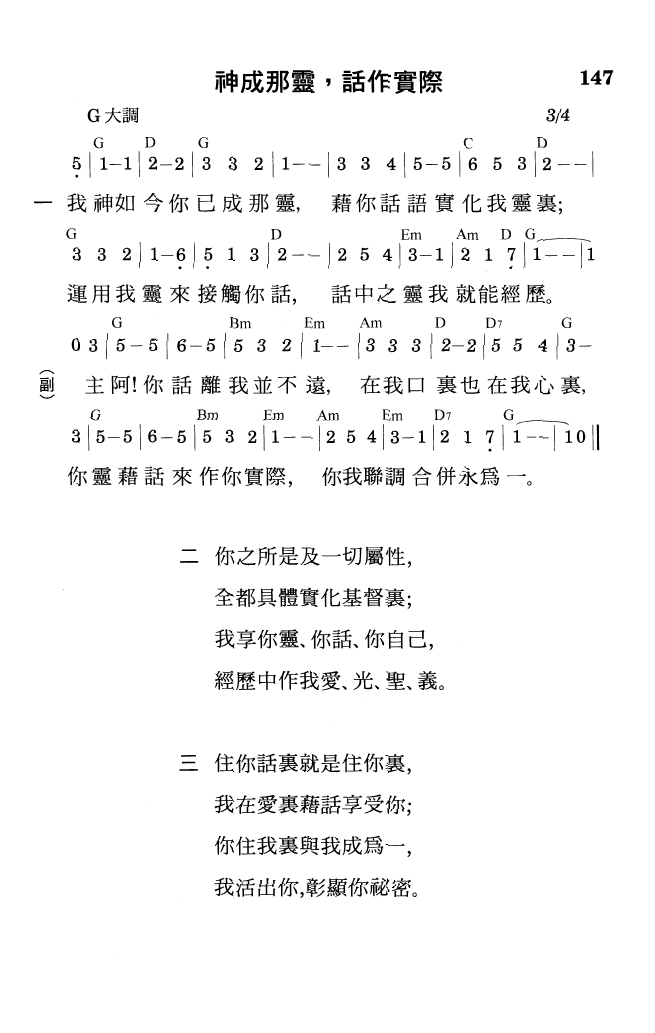 神成那靈，話作實際 147
G大調 3/4
G D G C D
5|1-1|2-2|3 3 2|1--|3 3 4|5-5|6 5 3|2--|
一 我神如今你已成那靈, 藉你話語實化我靈裏;
G D Em Am D G
3 3 2|1-6|5 1 3|2--|2 5 4|3-1|2 1 7|1--|1
運用我靈來接觸你話, 話中之靈我就能經歷。
G Bm Em Am D D7 G
0 3|5-5|6-5|5 3 2|1--|3 3 3|2-2|5 5 4|3-
(副) 主阿!你話離我並不遠, 在我口裏也在我心裏,
G Bm Em Am Em D7 G
3|5-5|6-5|5 3 2|1--|2 5 4|3-1|2 1 7|1--|10||
你靈藉話來作你實際, 你我聯調合併永爲一。
二 你之所是及一切屬性,
全都具體實化基督裏;
我享你靈、你話、你自己,
經歷中作我愛、光、聖、義。
三 住你話裏就是住你裏,
我在愛裏藉話享受你;
你住我裏與我成爲一,
我活出你,彰顯你祕密。